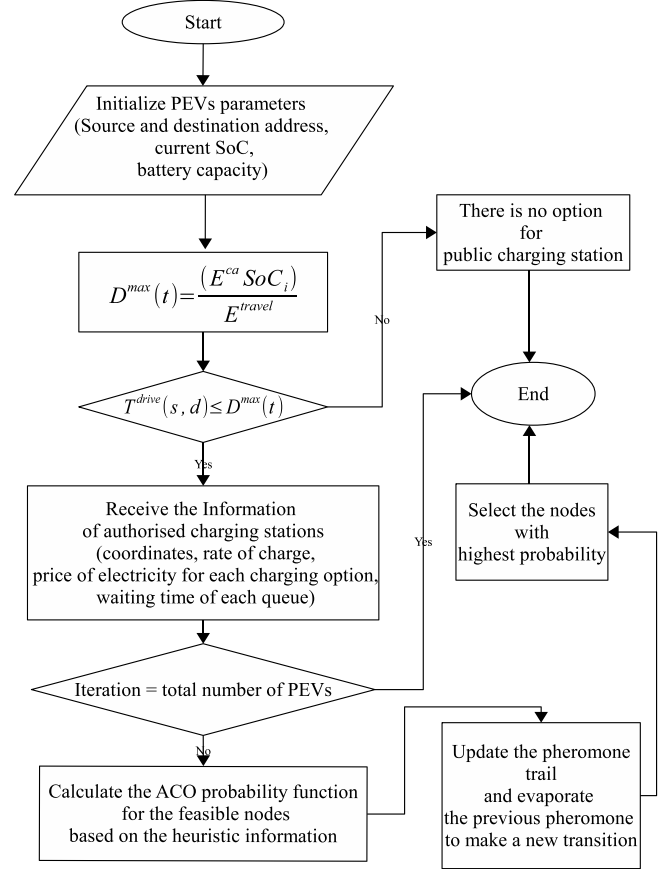 Start
Initialize PEVs parameters
(Source and destination address,
current SoC,
battery capacity)
D^max (t)=(E^ca SoC_i)/E^travel
T^drive (s,d)≤D^max (t)
No
There is no option
for
public charging station
End
Yes
Receive the Information
of authorised charging stations
(coordinates, rate of charge,
price of electricity for each charging option,
waiting time of each queue)
Iteration = total number of PEVs
Yes
No
Calculate the ACO probability function
for the feasible nodes
based on the heuristic information
Update the pheromone
trail
and evaporate
the previous pheromone
to make a new transition
Select the nodes
with
highest probability